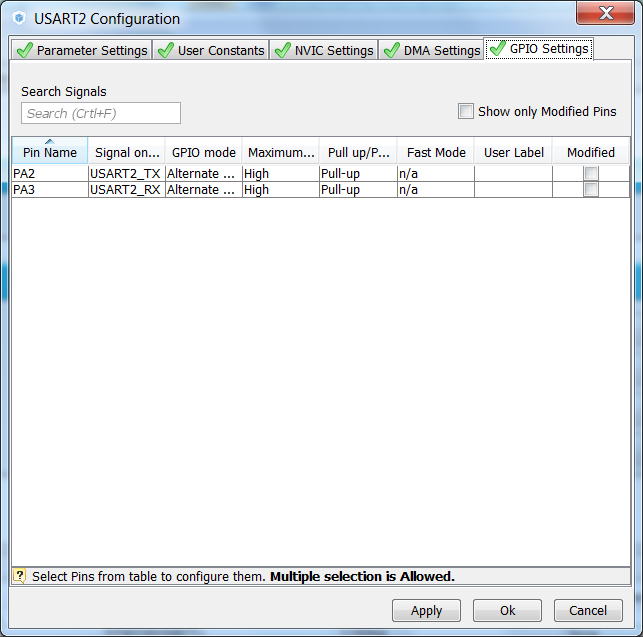 USART2 Configuration
Parameter Settings User Constants NVIC Settings DMA Settings GPIO Settings
Search Signals
Search (Crtl+F)
Show only Modified Pins
Pin Name Signal on... GPIO mode Maximum... Pull up/P... Fast Mode User Label Modified
PA2 USART2_TX Alternate ... High Pull-up n/a
PA3 USART2_RX Alternate ... High Pull-up n/a
? Select Pins from table to configure them. Multiple selection is Allowed.
Apply Ok Cancel